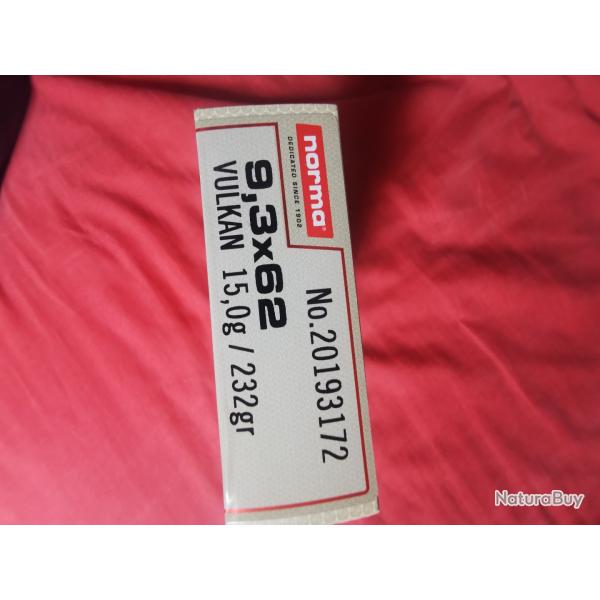 norma®
DEDICATED SINCE 1902
No.20193172
9,3x62
VULKAN 15,0g / 232gr
NaturaBuy